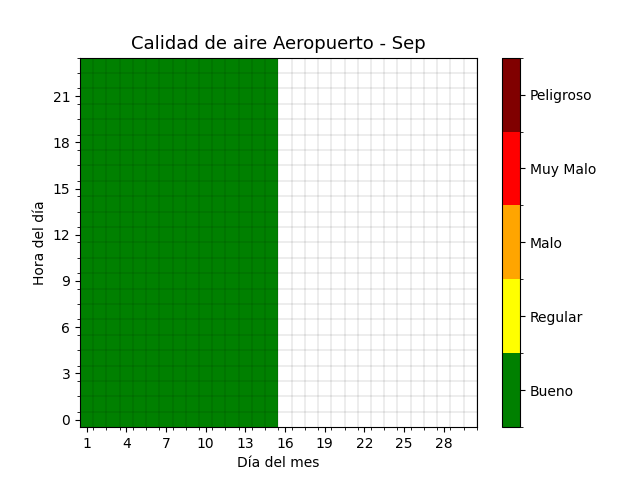 Calidad de aire Aeropuerto - Sep
Hora del día
21
18
15
12
9
6
3
0
1 4 7 10 13 16 19 22 25 28
Día del mes
Peligroso
Muy Malo
Malo
Regular
Bueno